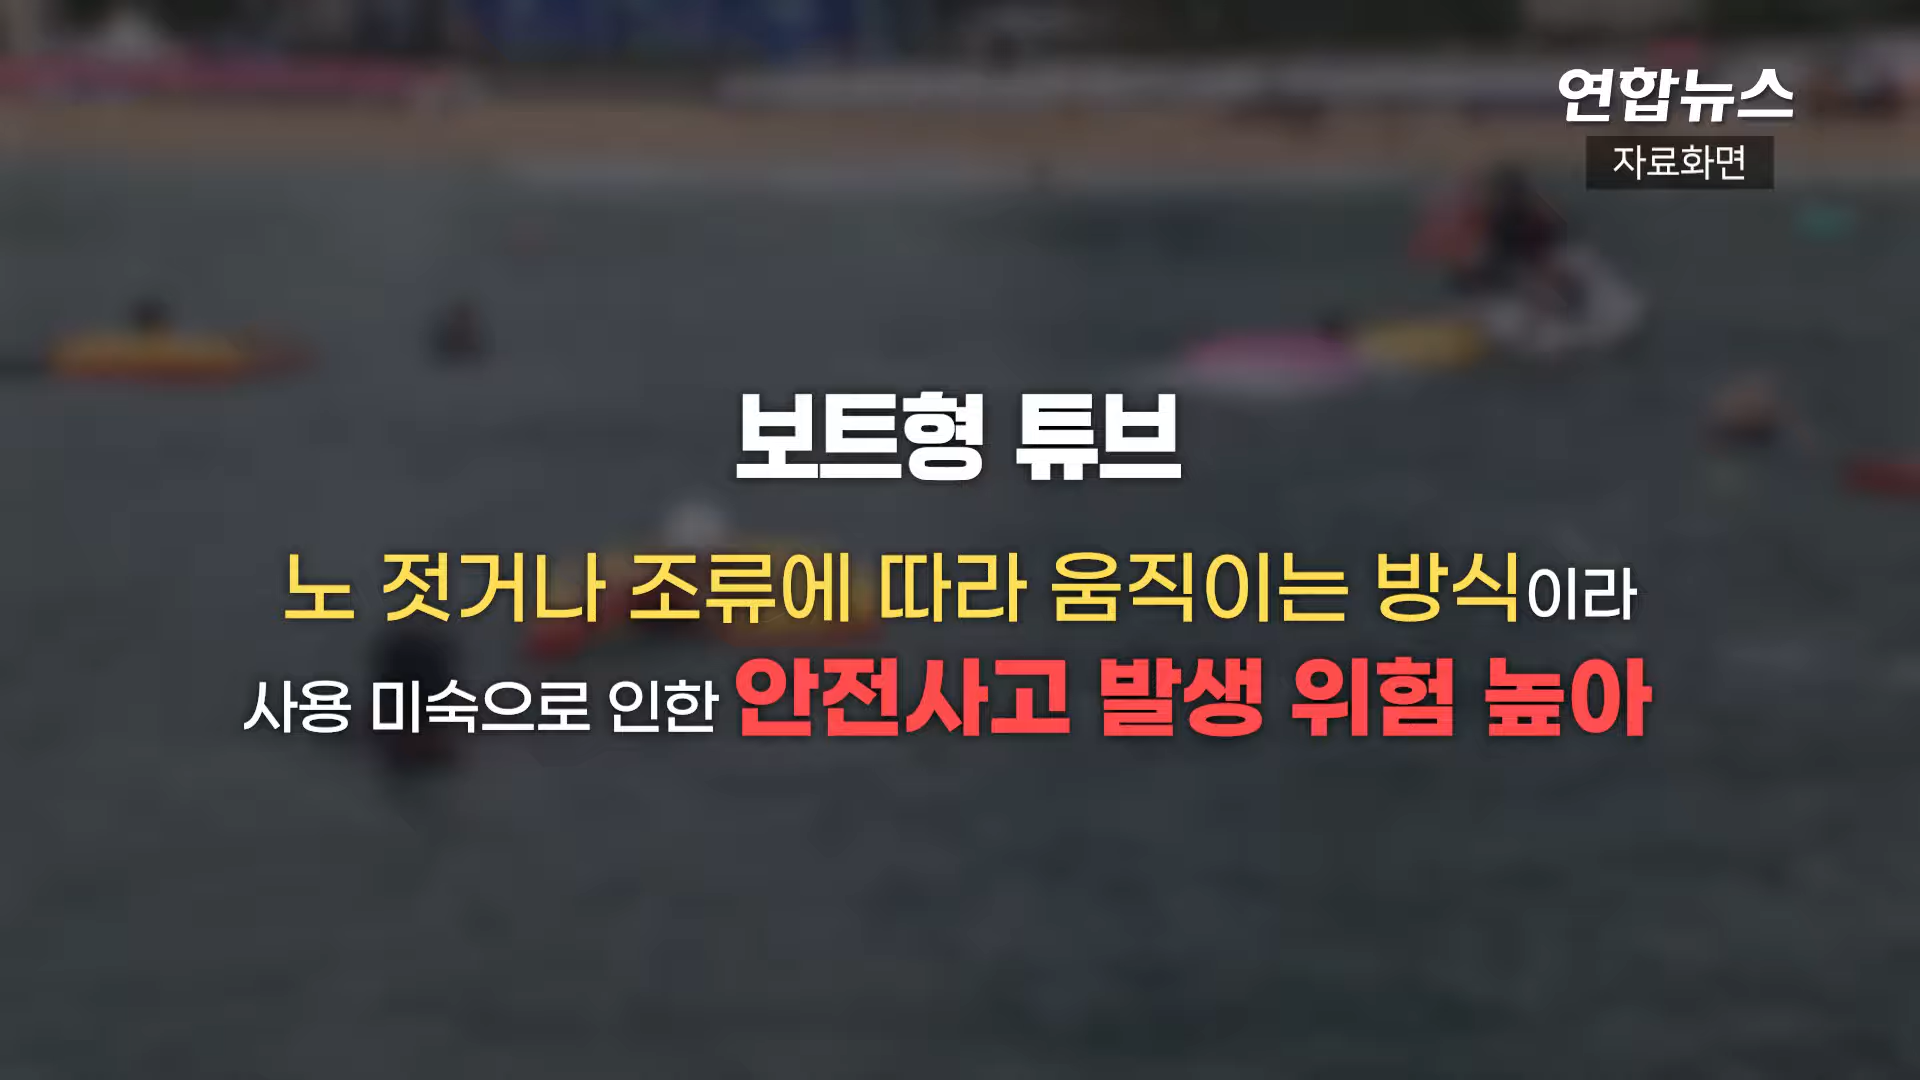 연합뉴스
자료화면
보트형 튜브
노 젓거나 조류에 따라 움직이는 방식이라
사용 미숙으로 인한 안전사고 발생 위험 높아